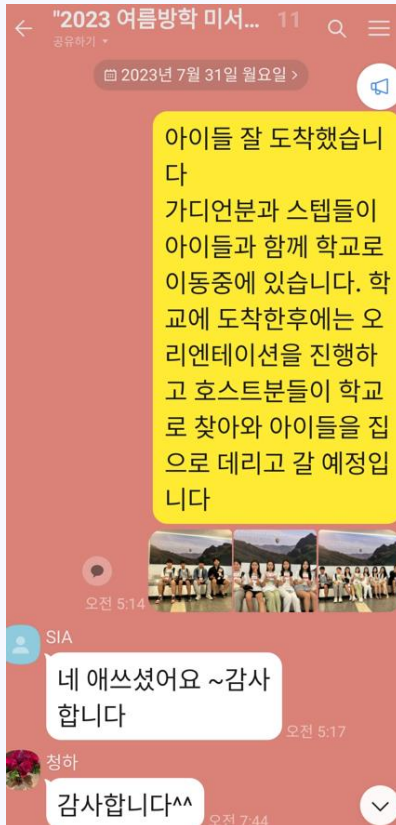 "2023 여름방학 미서... 11
공유하기
2023년 7월 31일 월요일 >
아이들 잘 도착했습니
다
가디언분과 스텝들이
아이들과 함께 학교로
이동중에 있습니다. 학
교에 도착한후에는 오
리엔테이션을 진행하
고 호스트분들이 학교
로 찾아와 아이들을 집
으로 데리고 갈 예정입
니다
오전 5:14
SIA
네 애쓰셨어요 ~감사
합니다
오전 5:17
청하
감사합니다^^
오전 7:44